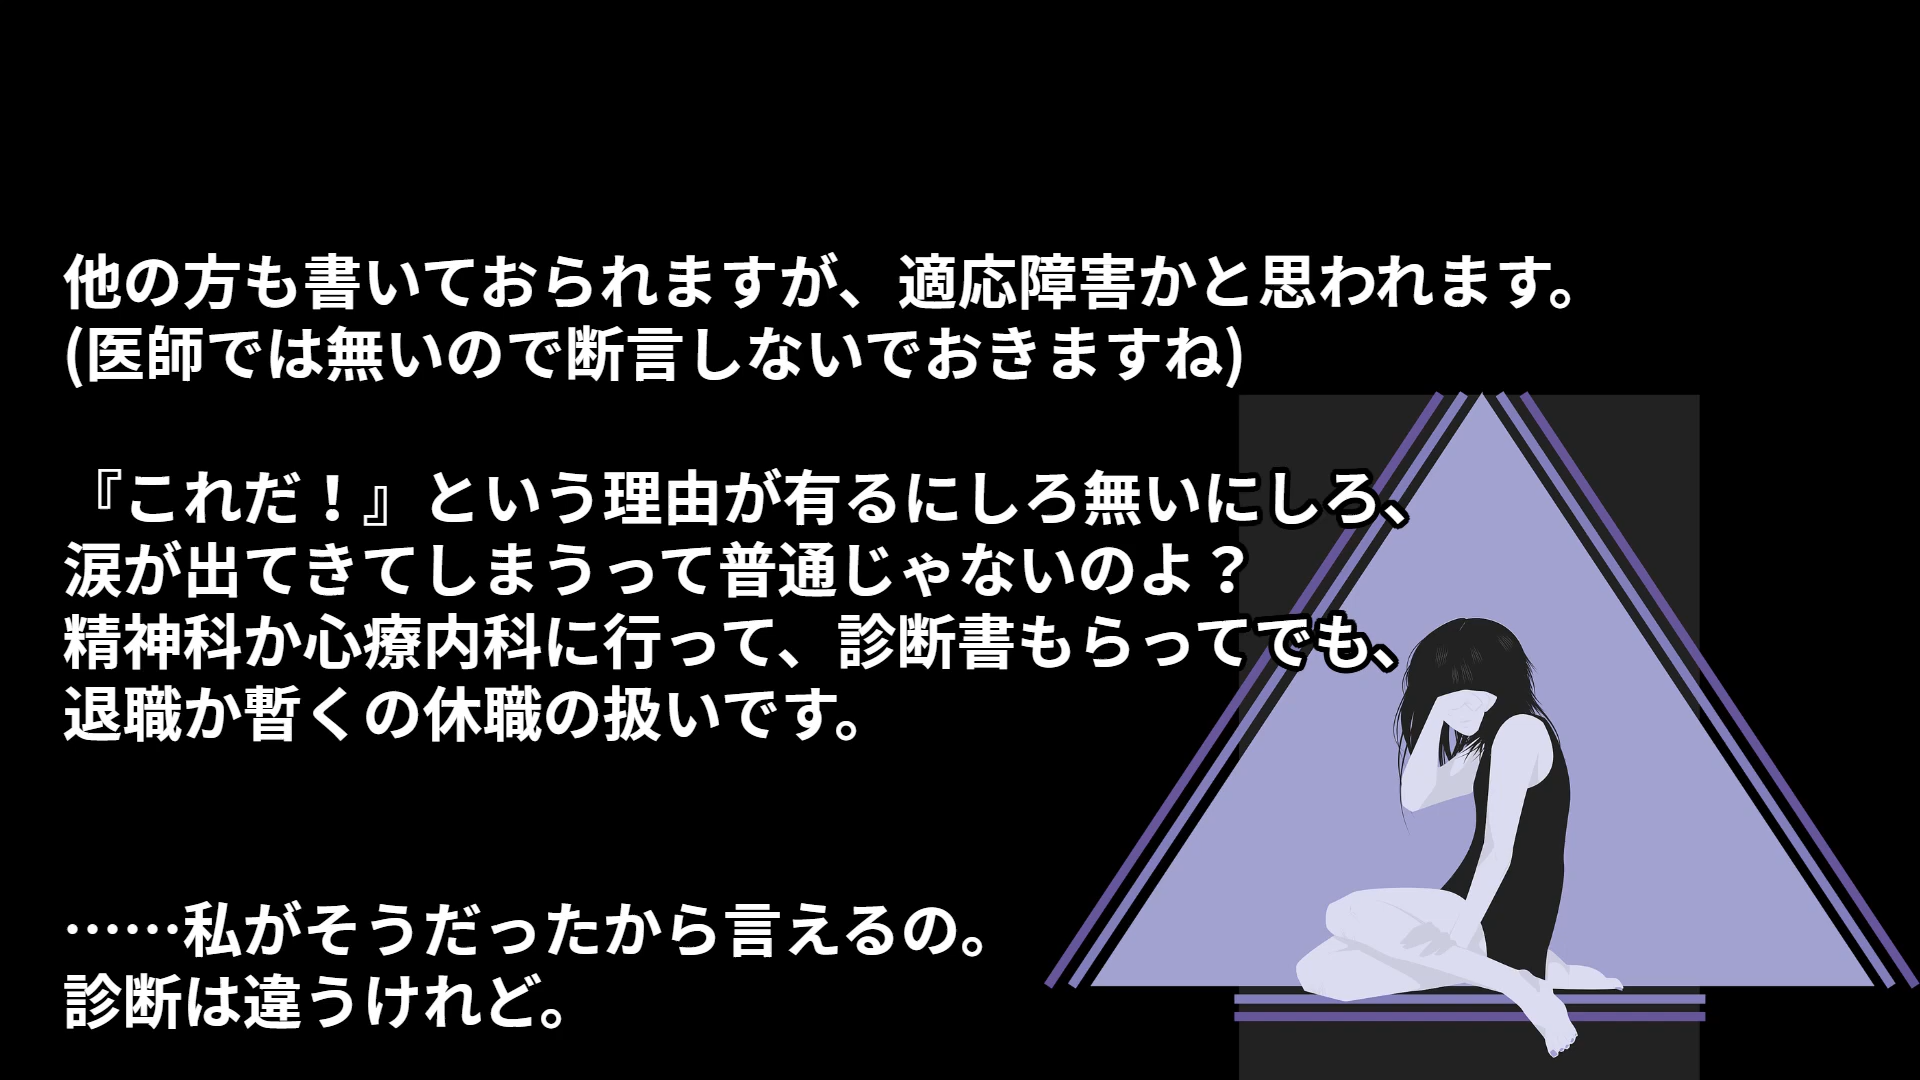 他の方も書いておられますが、適応障害かと思われます。
(医師では無いので断言しないでおきますね)
『これだ！』という理由が有るにしろ無いにしろ、
涙が出てきてしまうって普通じゃないのよ？
精神科か心療内科に行って、診断書もらってでも、
退職か暫くの休職の扱いです。
……私がそうだったから言えるの。
診断は違うけれど。